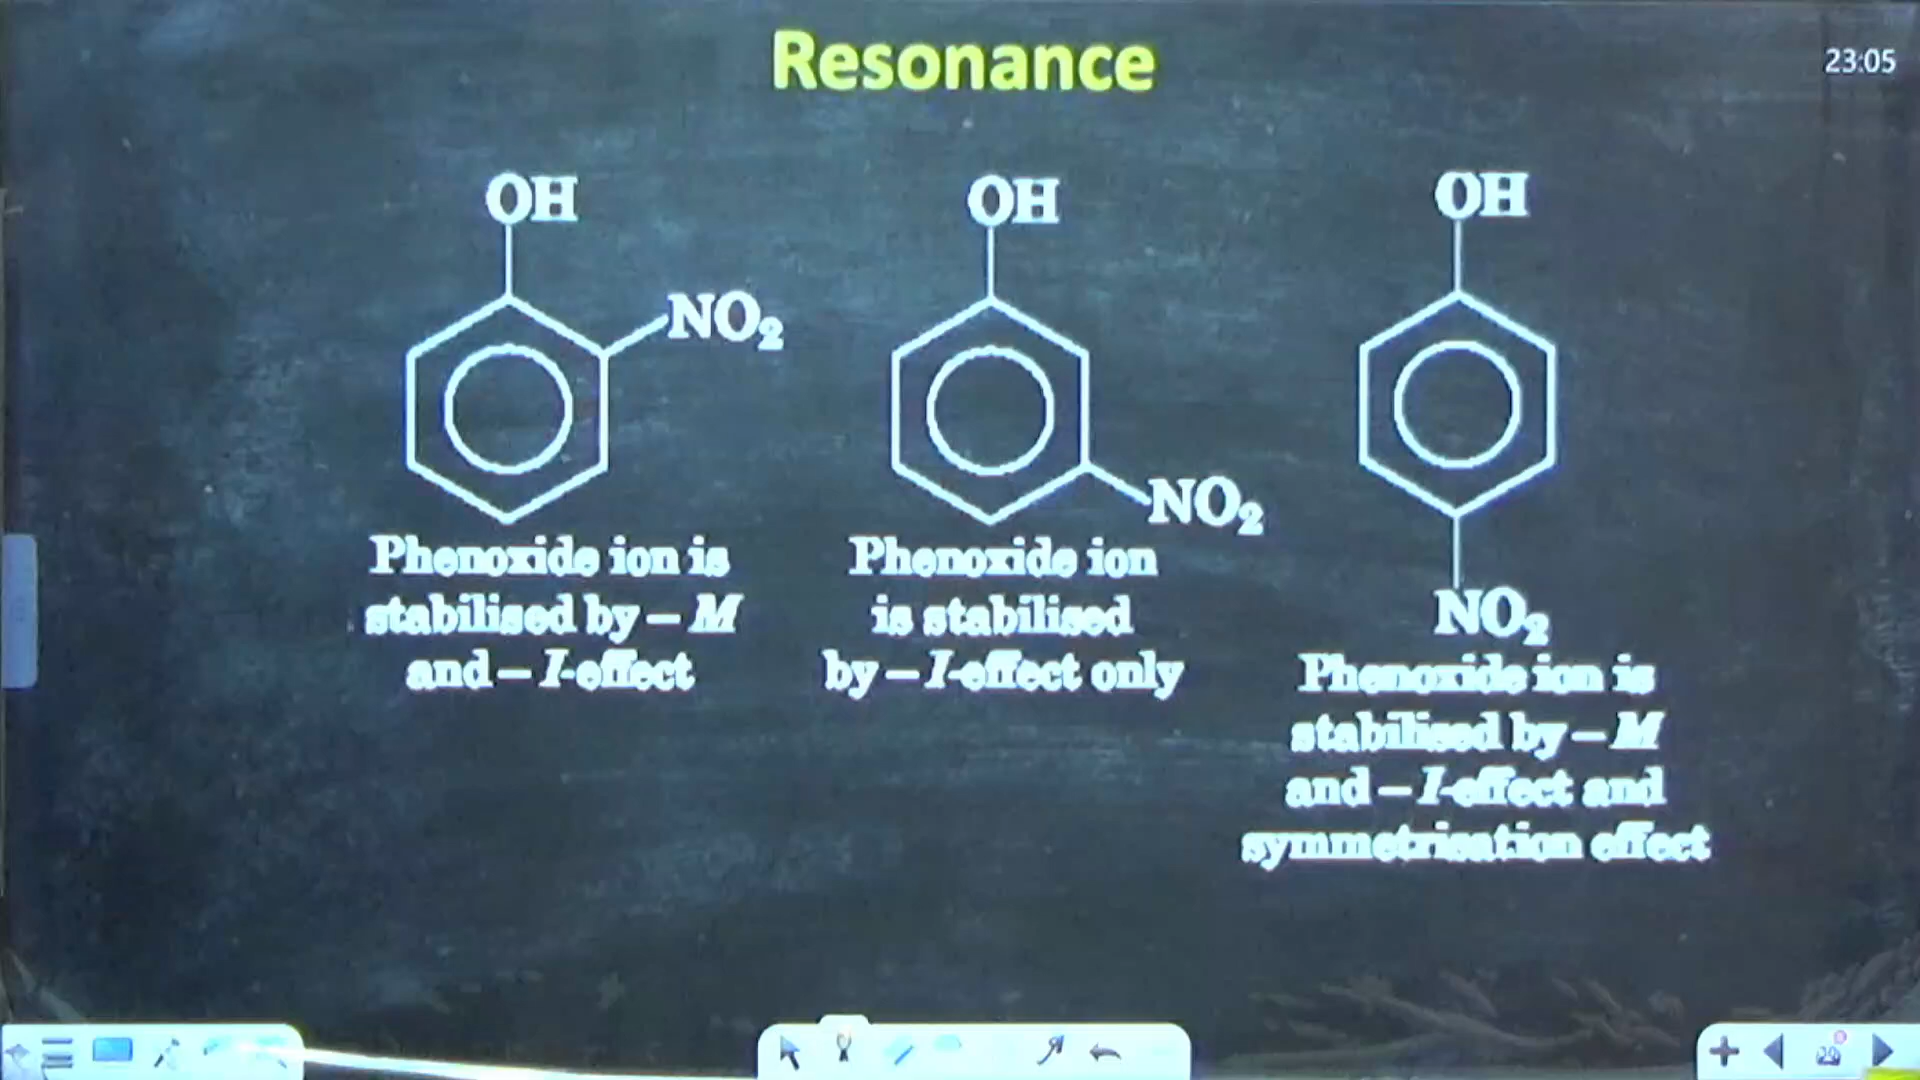 Resonance
23:05
OH
NO₂
Phenoxide ion is
stabilised by – M
and – I-effect
OH
NO₂
Phenoxide ion
is stabilised
by – I-effect only
OH
NO₂
Phenoxide ion is
stabilised by – M
and – I-effect and
symmetrisation effect
29